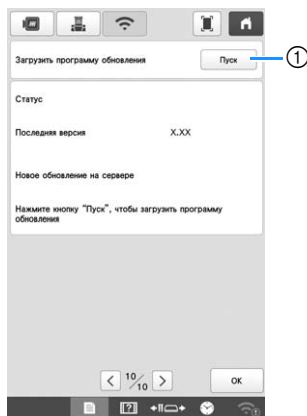 Загрузить программу обновления
Пуск
①
Статус
Последняя версия X.XX
Новое обновление на сервере
Нажмите кнопку "Пуск", чтобы загрузить программу
обновления
10/10
OK